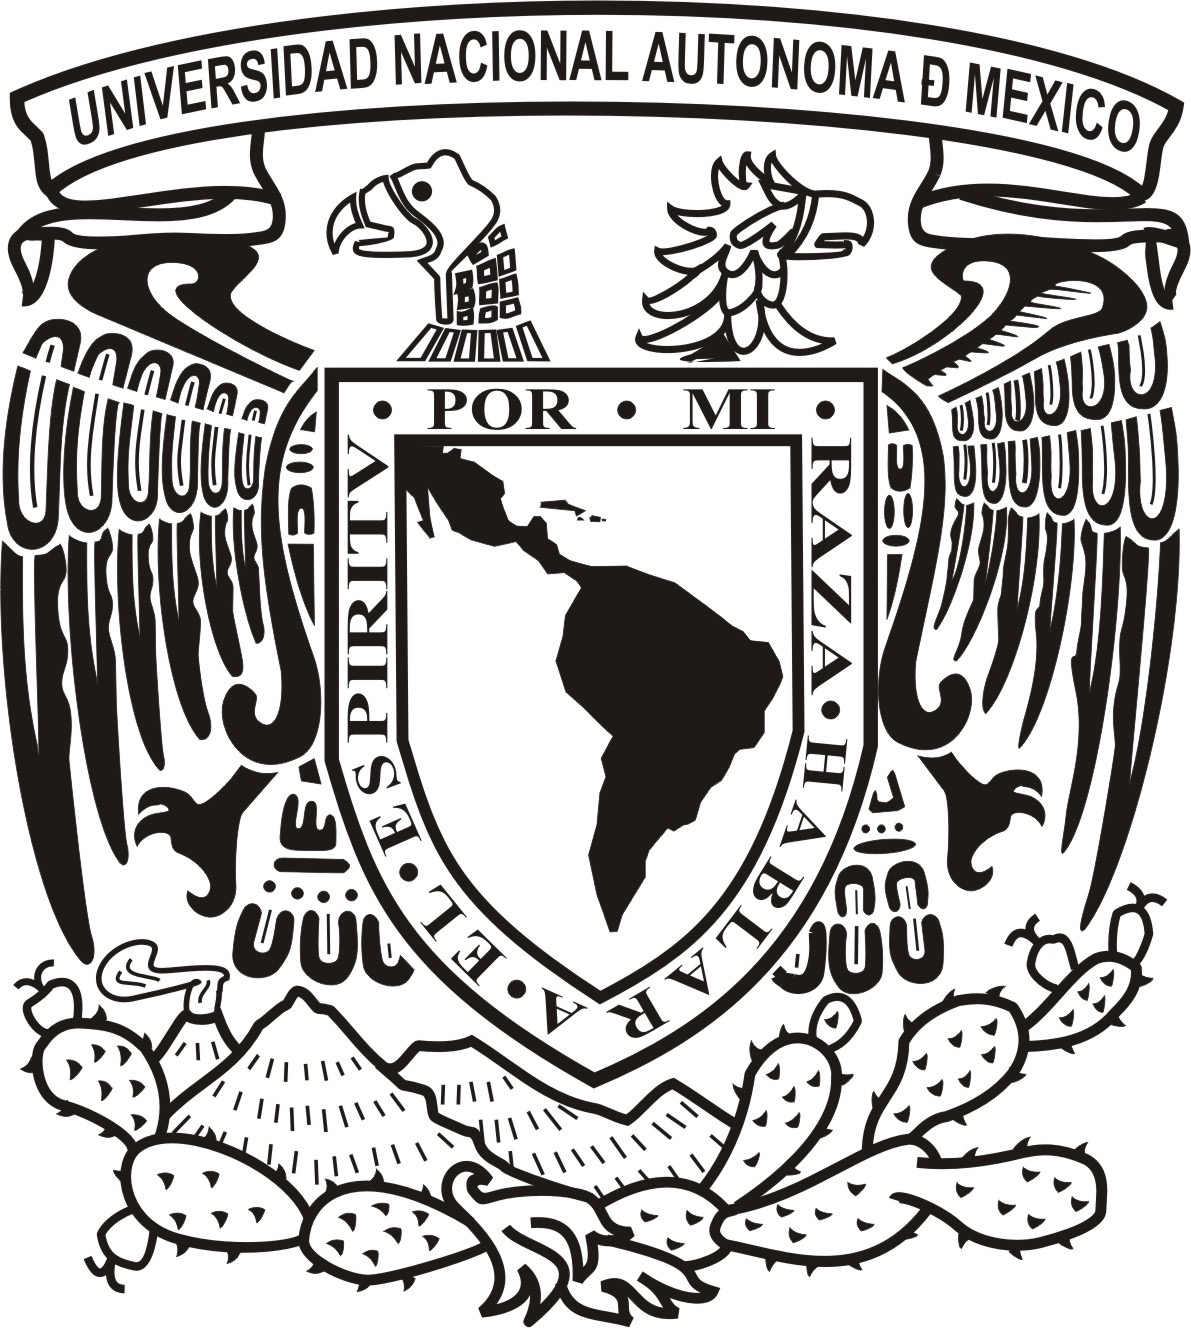 UNIVERSIDAD NACIONAL AUTONOMA Đ MEXICO
• POR • MI •
RAZA • HABLARA • EL • ESPIRITV